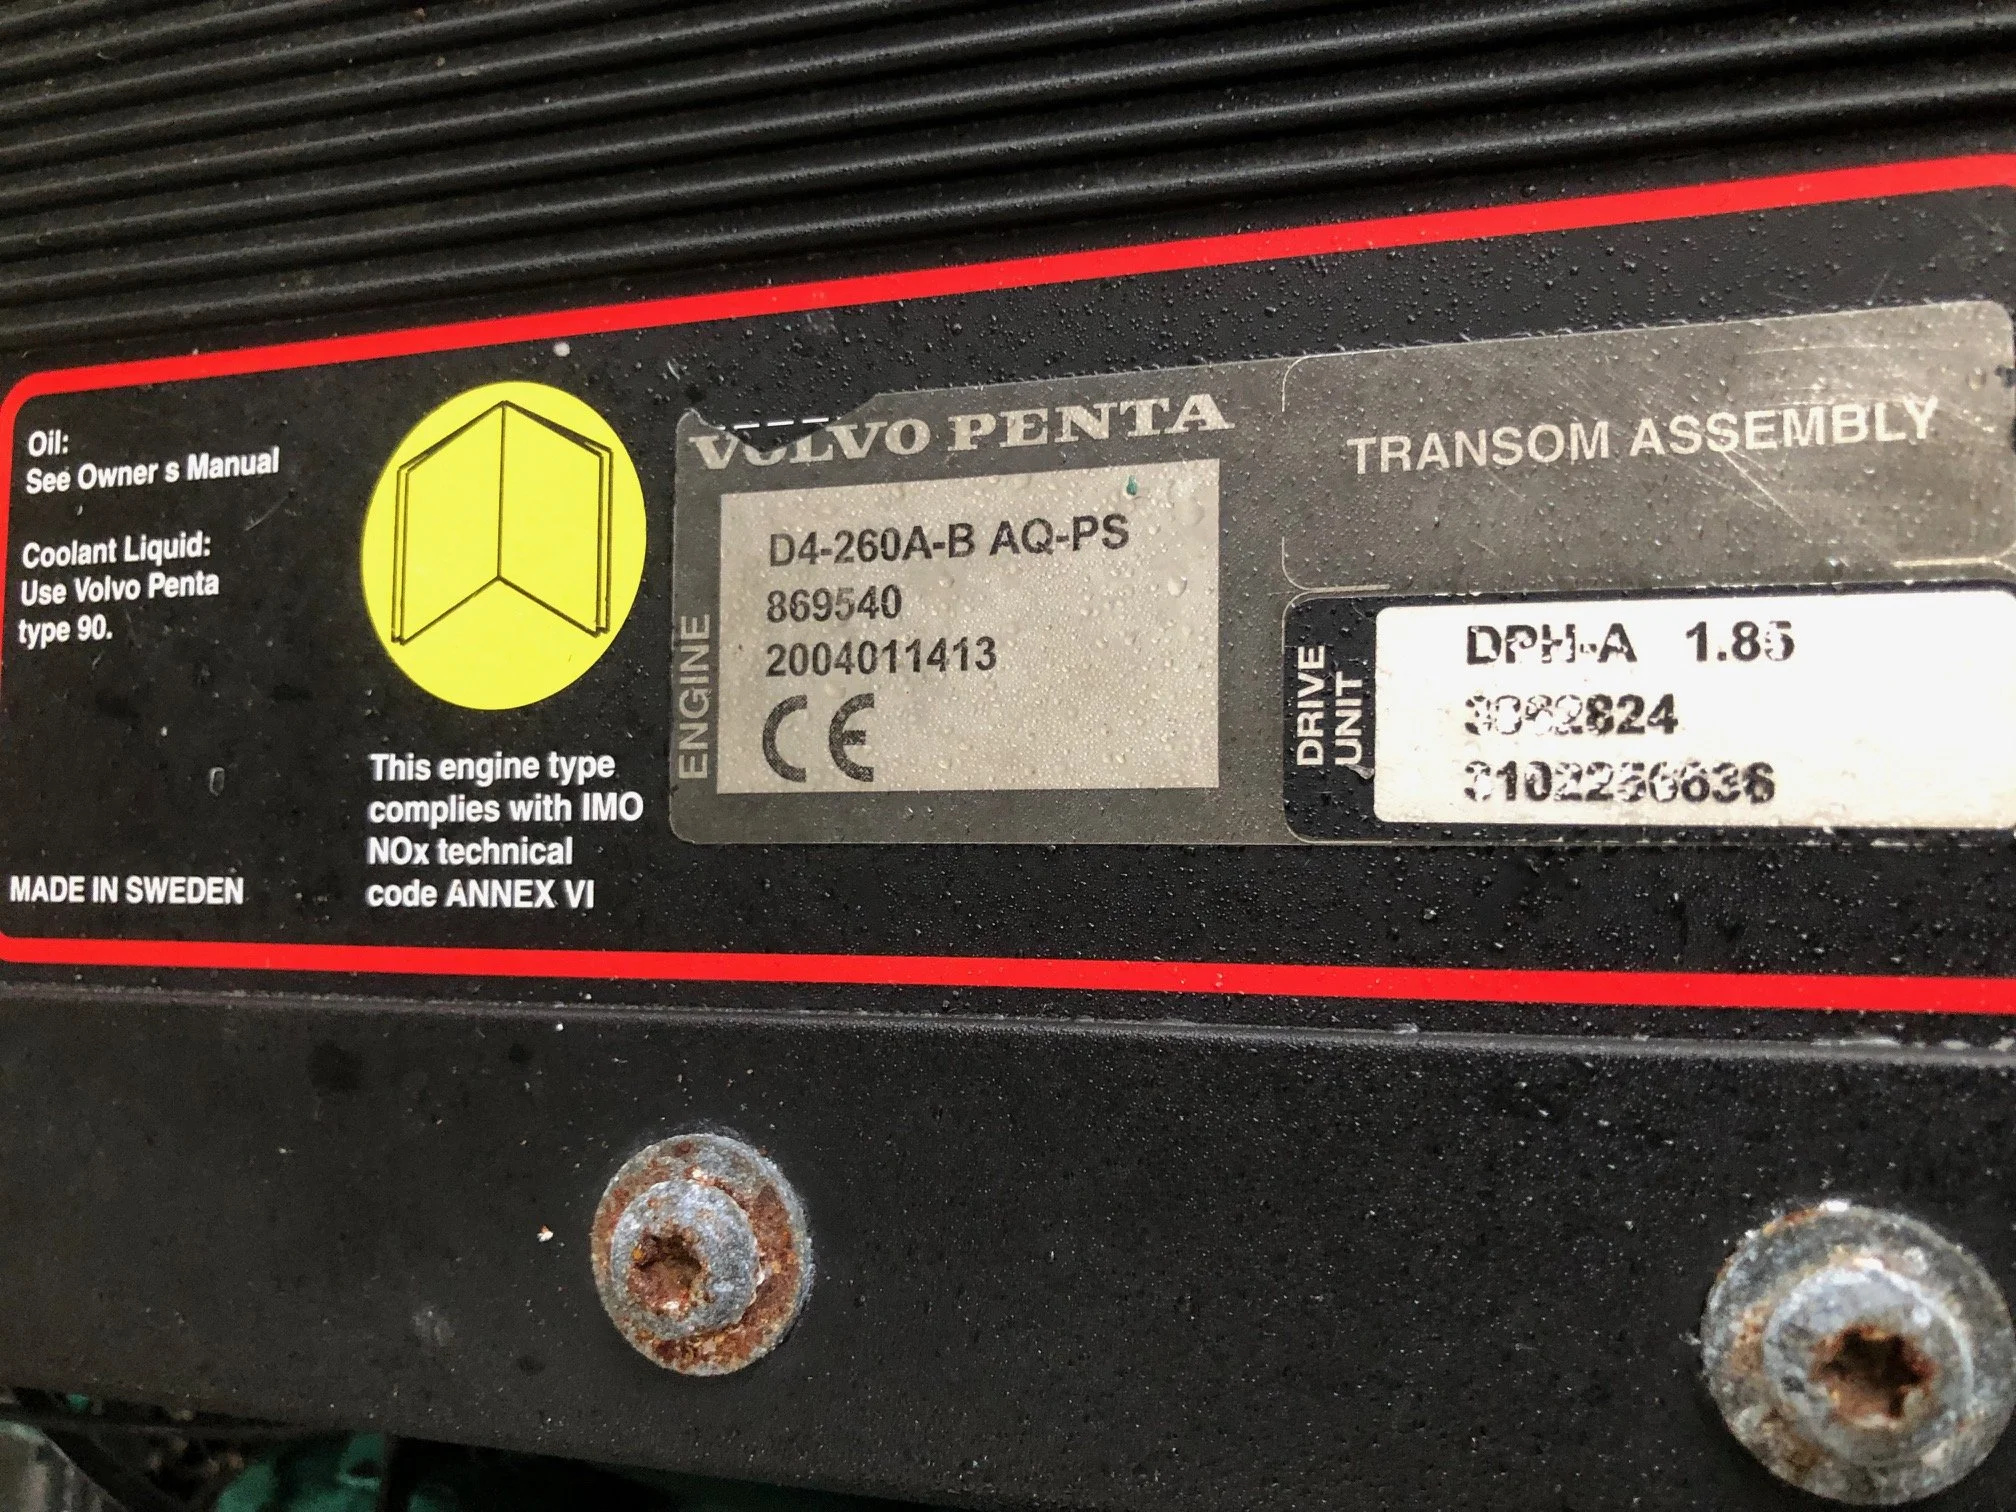 Oil:
See Owner s Manual
Coolant Liquid:
Use Volvo Penta
type 90.
MADE IN SWEDEN
This engine type
complies with IMO
NOx technical
code ANNEX VI
VOLVO PENTA
ENGINE
D4-260A-B AQ-PS
869540
2004011413
CE
TRANSOM ASSEMBLY
DRIVE
UNIT
DPH-A 1.85